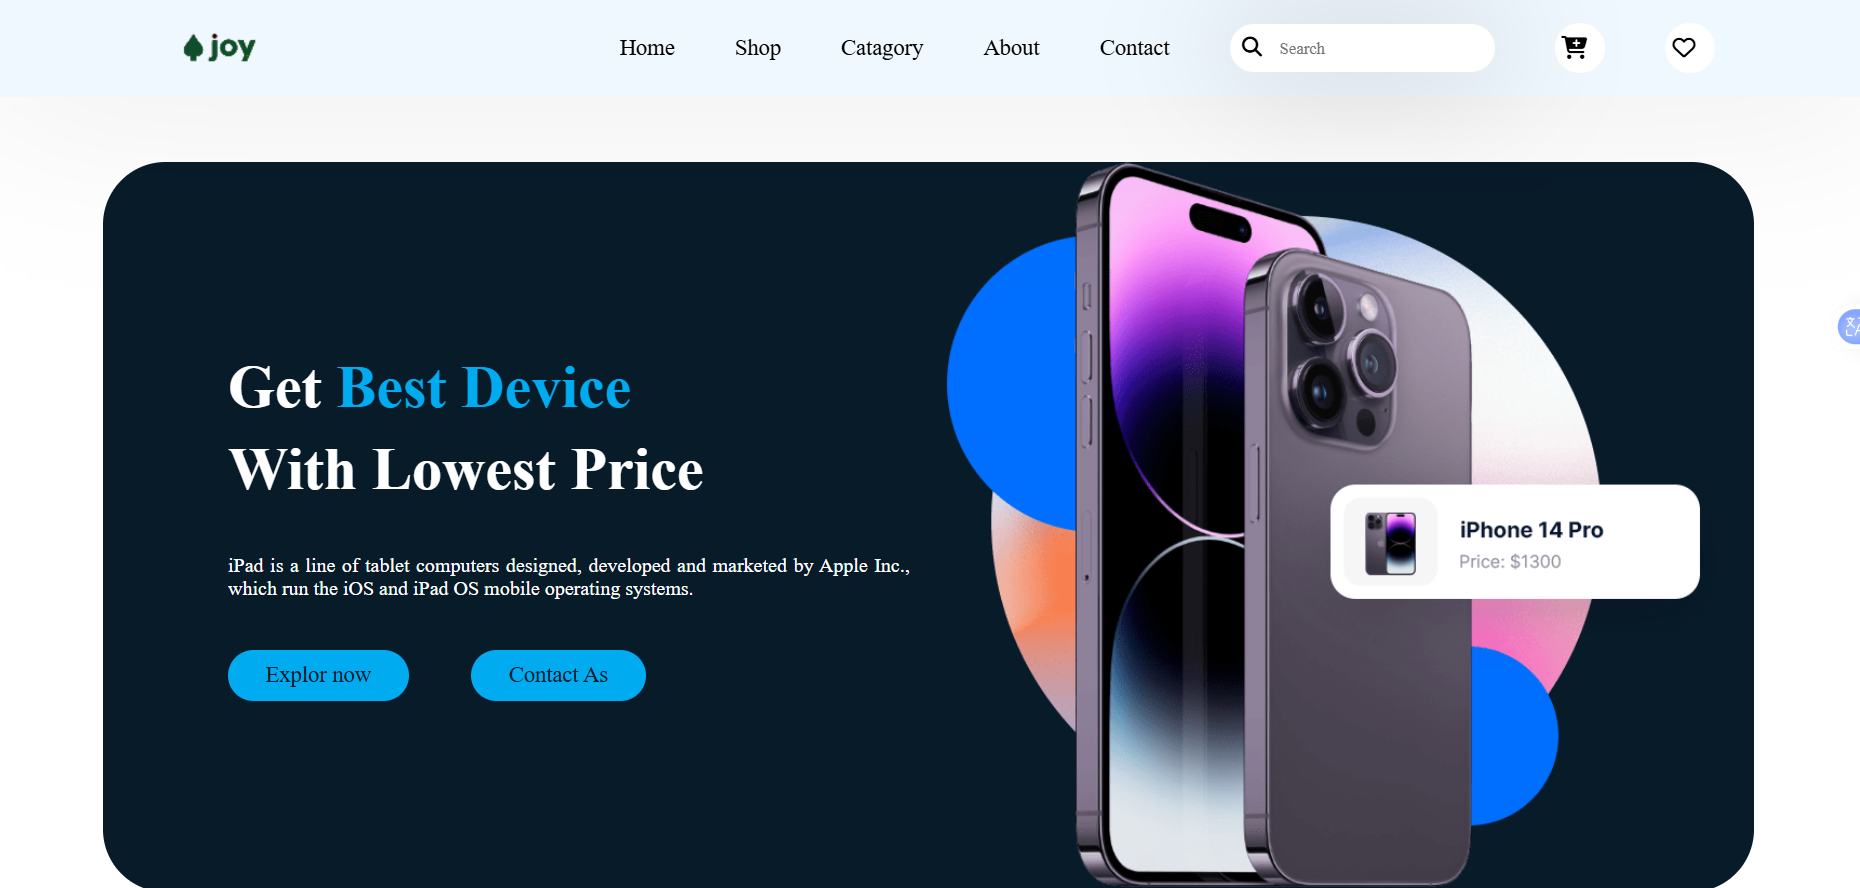 joy
Home
Shop
Catagory
About
Contact
Search
Get Best Device
With Lowest Price
iPad is a line of tablet computers designed, developed and marketed by Apple Inc.,
which run the iOS and iPad OS mobile operating systems.
Explor now
Contact As
iPhone 14 Pro
Price: $1300